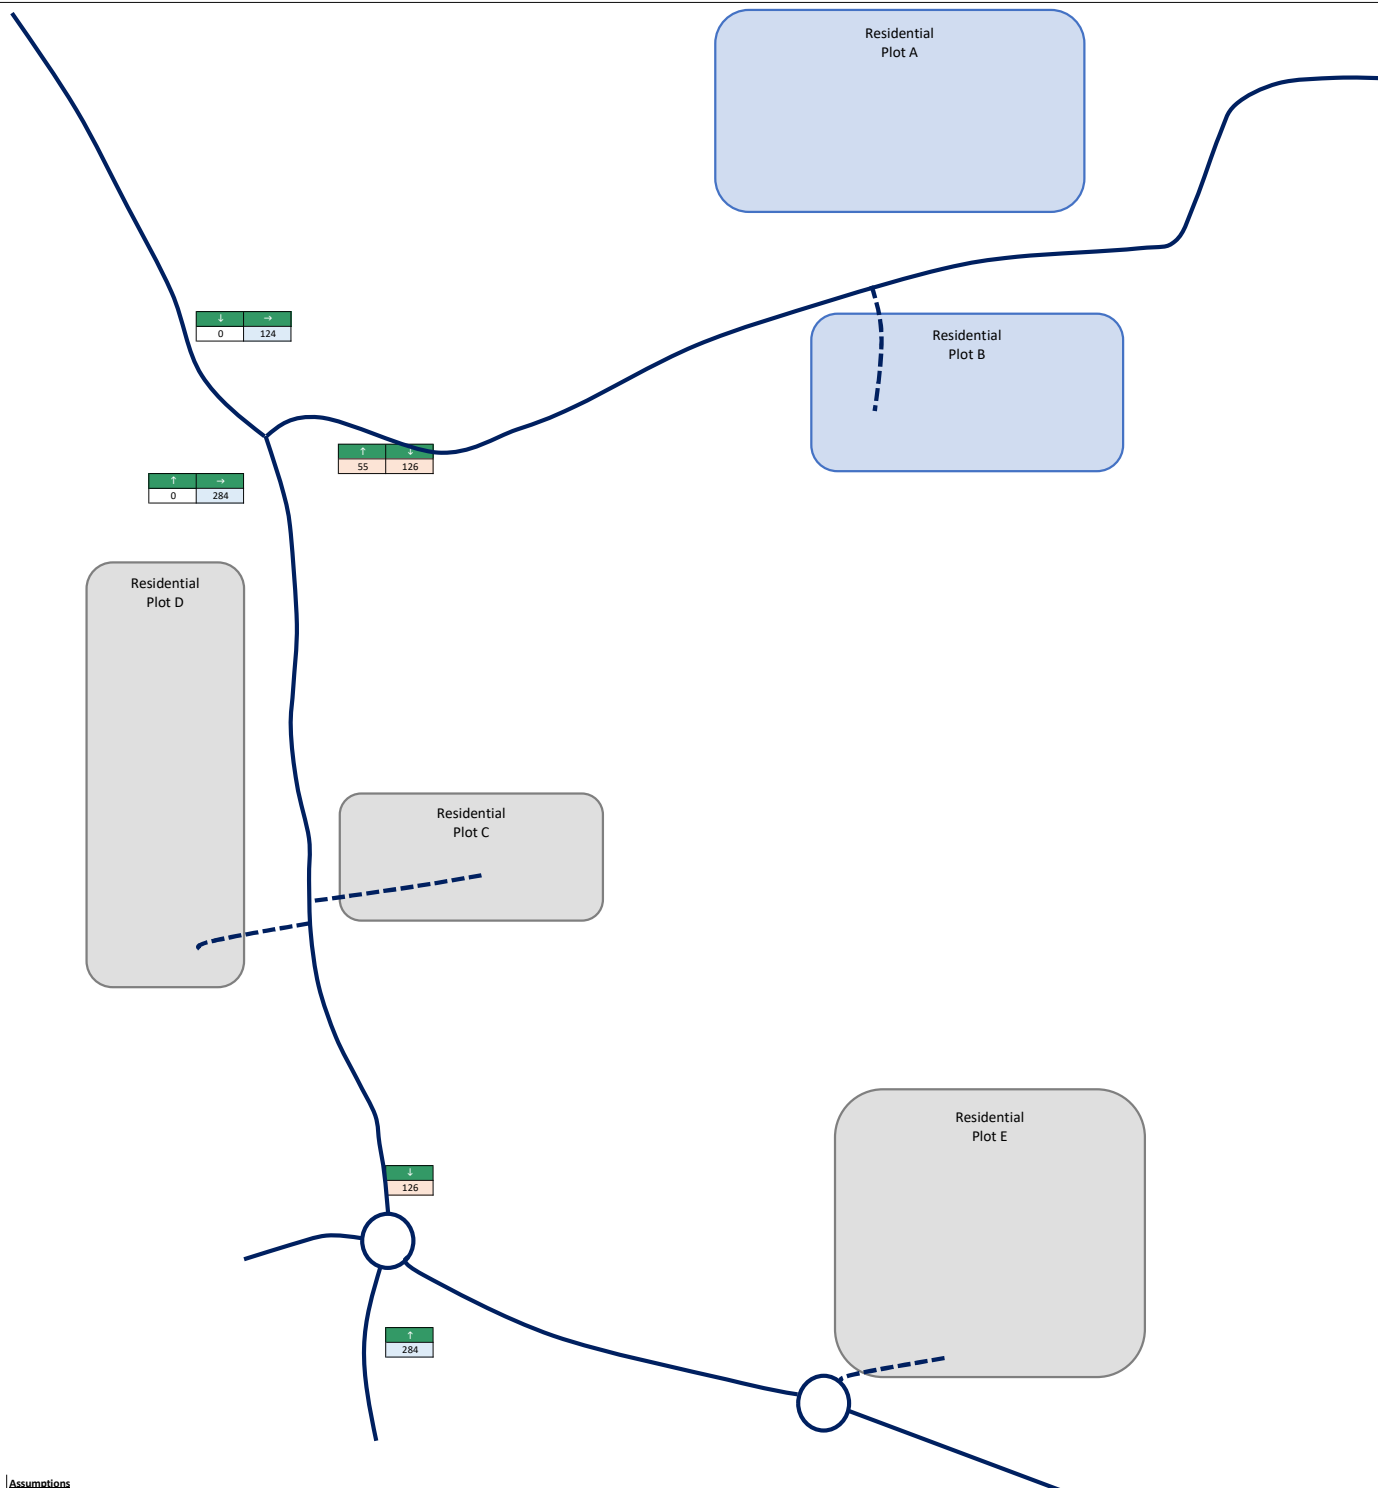 Residential
Plot A
↓ →
0 124
Residential
Plot B
↑ ↓
55 126
↑ →
0 284
Residential
Plot D
Residential
Plot C
Residential
Plot E
↓
126
↑
284
Assumptions